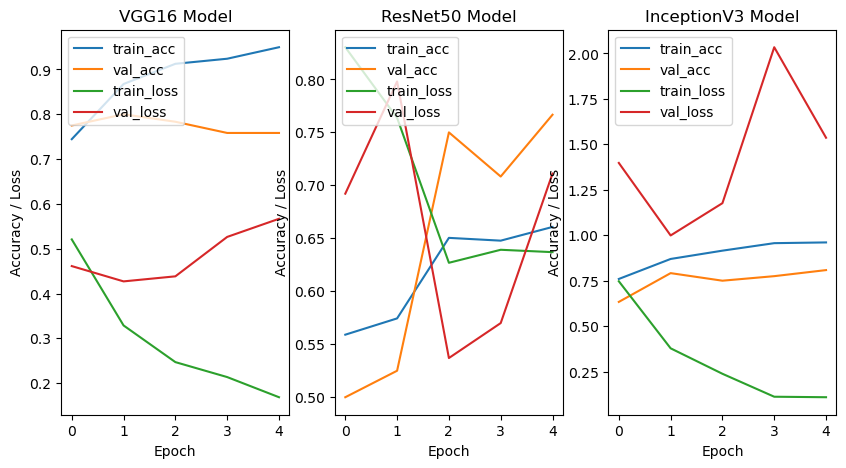 VGG16 Model
train_acc
val_acc
train_loss
val_loss
0.9
0.8
0.7
0.6
0.5
0.4
0.3
0.2
Accuracy / Loss
0 1 2 3 4
Epoch
ResNet50 Model
train_acc
val_acc
train_loss
val_loss
0.80
0.75
0.70
0.65
0.60
0.55
0.50
Accuracy / Loss
0 1 2 3 4
Epoch
InceptionV3 Model
train_acc
val_acc
train_loss
val_loss
2.00
1.75
1.50
1.25
1.00
0.75
0.50
0.25
Accuracy / Loss
0 1 2 3 4
Epoch